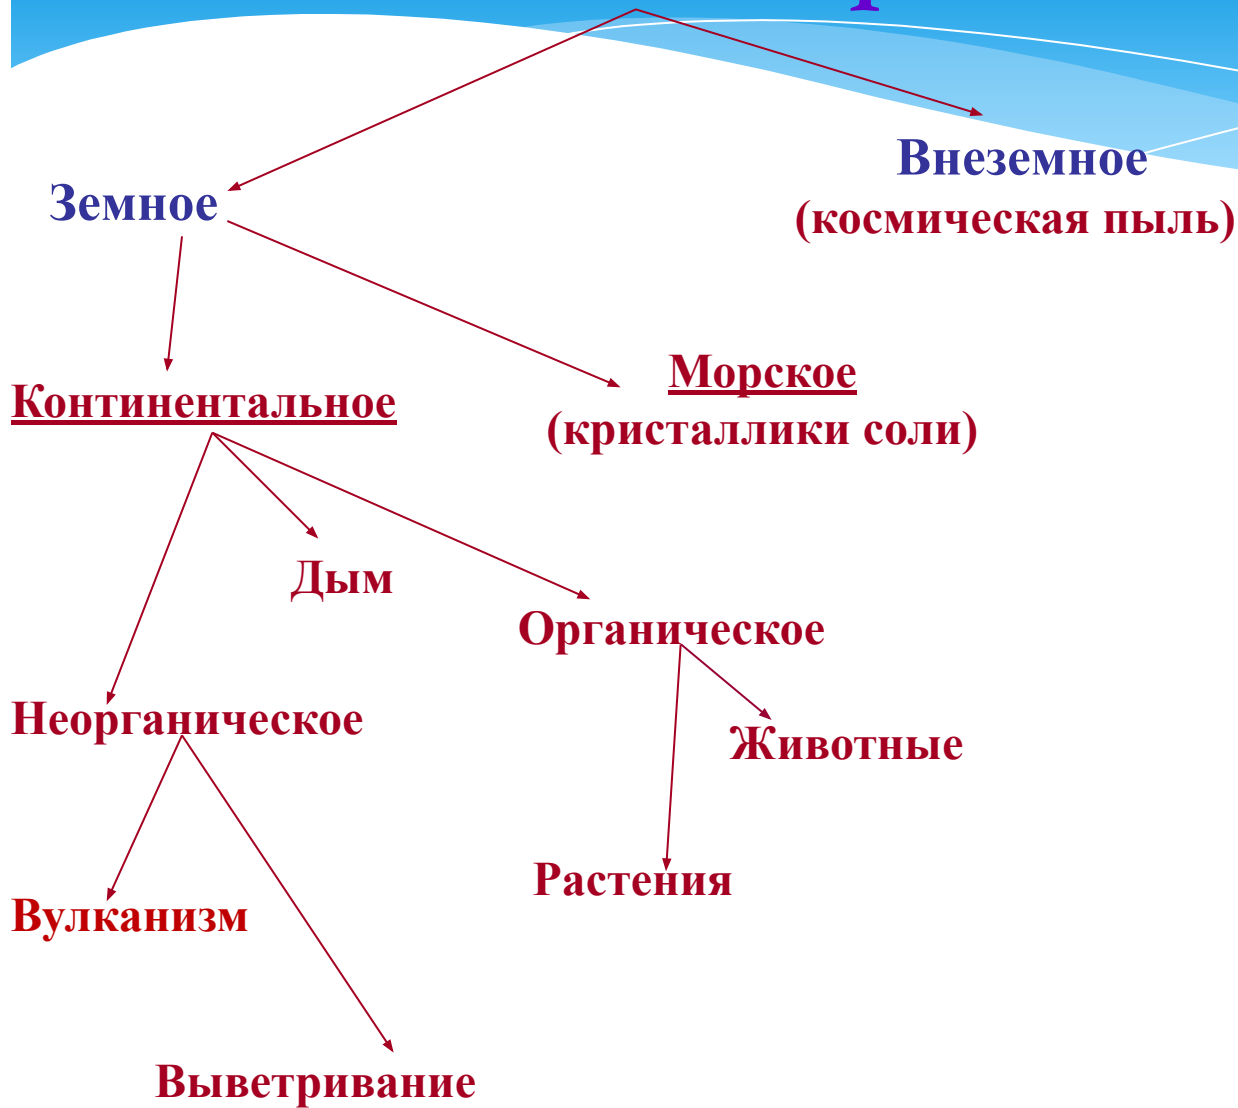 Внеземное
(космическая пыль)
Земное
Морское
(кристаллики соли)
Континентальное
Дым
Органическое
Неорганическое
Животные
Растения
Вулканизм
Выветривание